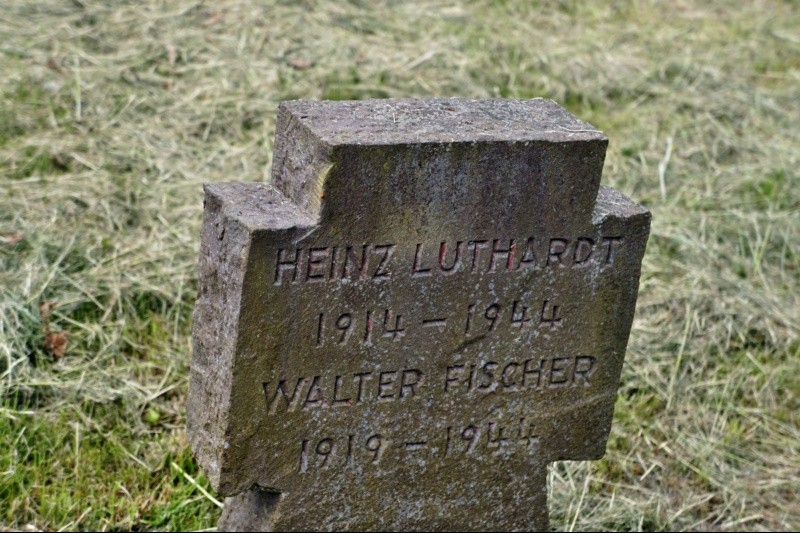 HEINZ LUTHARDT
1914 – 1944
WALTER FISCHER
1919 – 1944